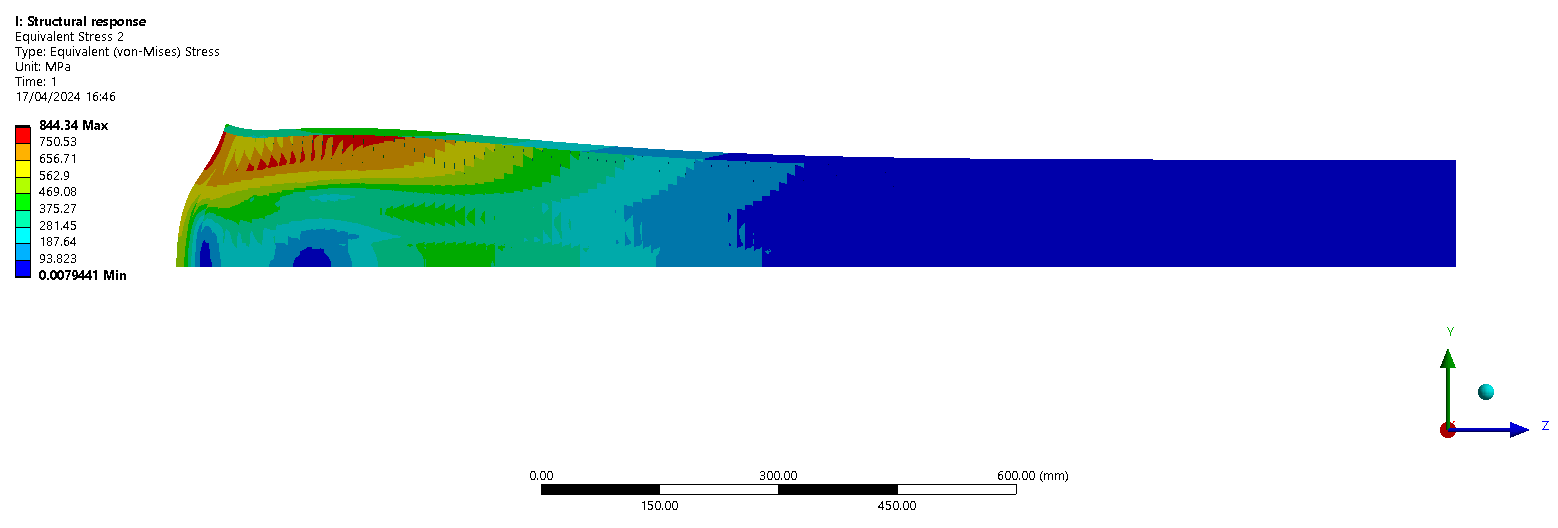 I: Structural response
Equivalent Stress 2
Type: Equivalent (von-Mises) Stress
Unit: MPa
Time: 1
17/04/2024 16:46
844.34 Max
750.53
656.71
562.9
469.08
375.27
281.45
187.64
93.823
0.0079441 Min
Y
Z
0.00
300.00
600.00 (mm)
150.00
450.00